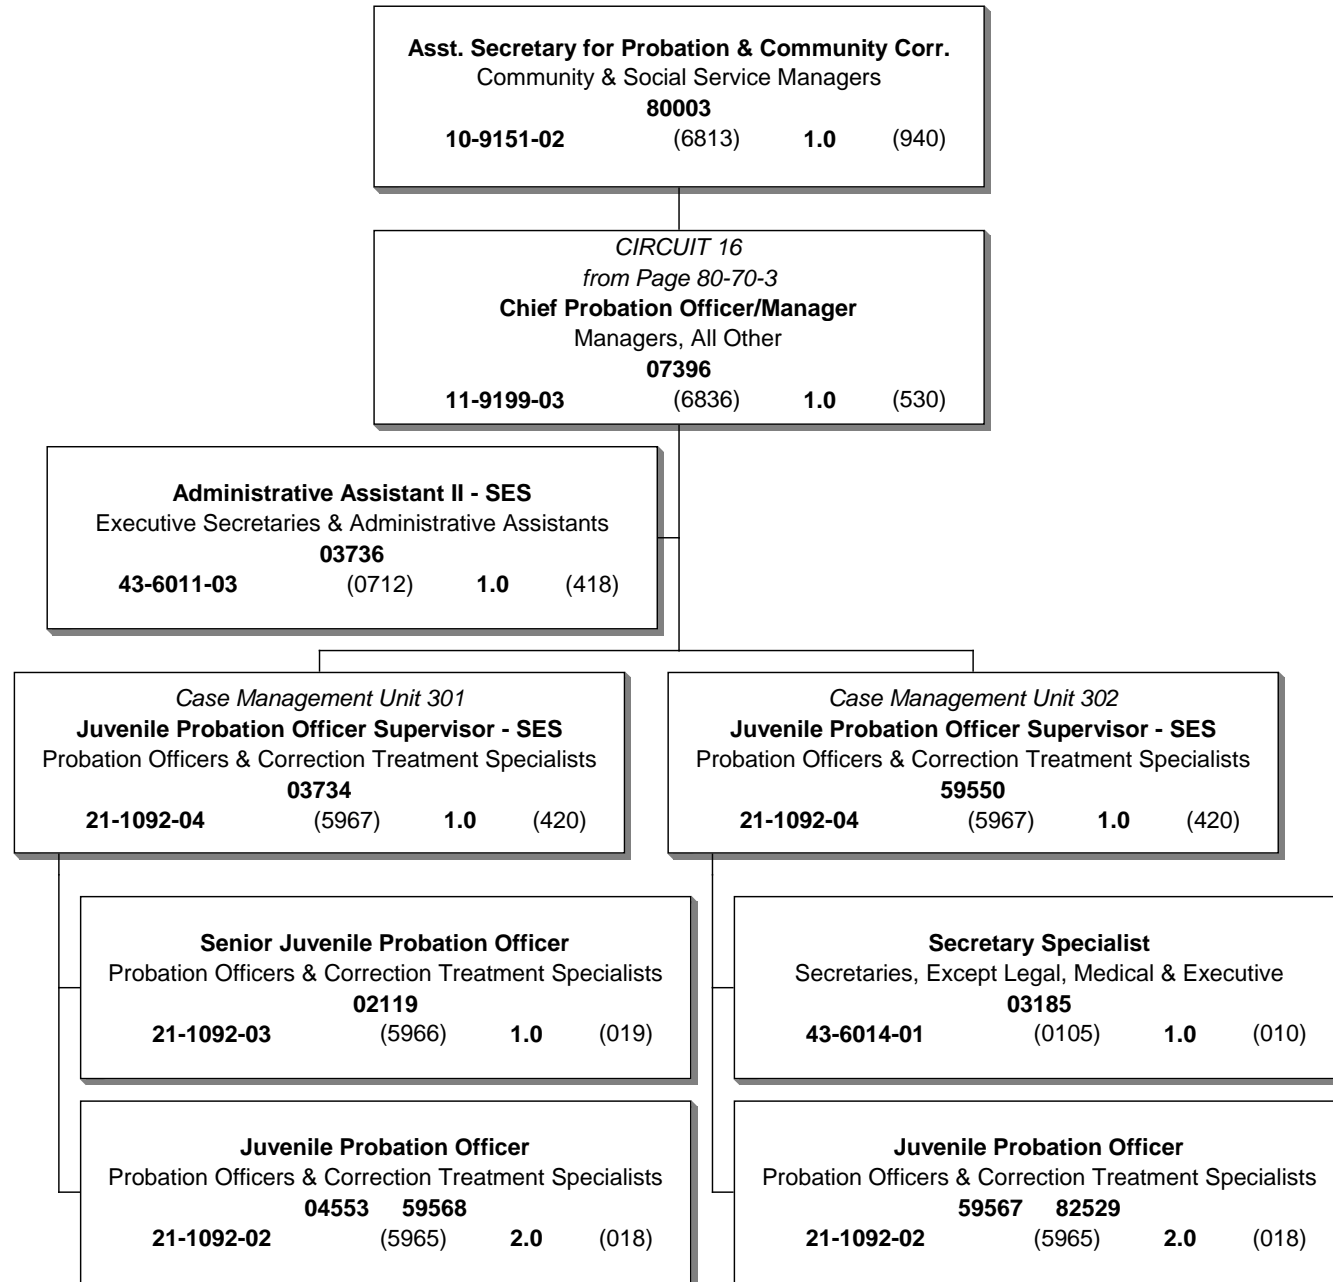 Asst. Secretary for Probation & Community Corr.
Community & Social Service Managers
80003
10-9151-02 (6813) 1.0 (940)
CIRCUIT 16
from Page 80-70-3
Chief Probation Officer/Manager
Managers, All Other
07396
11-9199-03 (6836) 1.0 (530)
Administrative Assistant II - SES
Executive Secretaries & Administrative Assistants
03736
43-6011-03 (0712) 1.0 (418)
Case Management Unit 301
Juvenile Probation Officer Supervisor - SES
Probation Officers & Correction Treatment Specialists
03734
21-1092-04 (5967) 1.0 (420)
Case Management Unit 302
Juvenile Probation Officer Supervisor - SES
Probation Officers & Correction Treatment Specialists
59550
21-1092-04 (5967) 1.0 (420)
Senior Juvenile Probation Officer
Probation Officers & Correction Treatment Specialists
02119
21-1092-03 (5966) 1.0 (019)
Secretary Specialist
Secretaries, Except Legal, Medical & Executive
03185
43-6014-01 (0105) 1.0 (010)
Juvenile Probation Officer
Probation Officers & Correction Treatment Specialists
04553 59568
21-1092-02 (5965) 2.0 (018)
Juvenile Probation Officer
Probation Officers & Correction Treatment Specialists
59567 82529
21-1092-02 (5965) 2.0 (018)